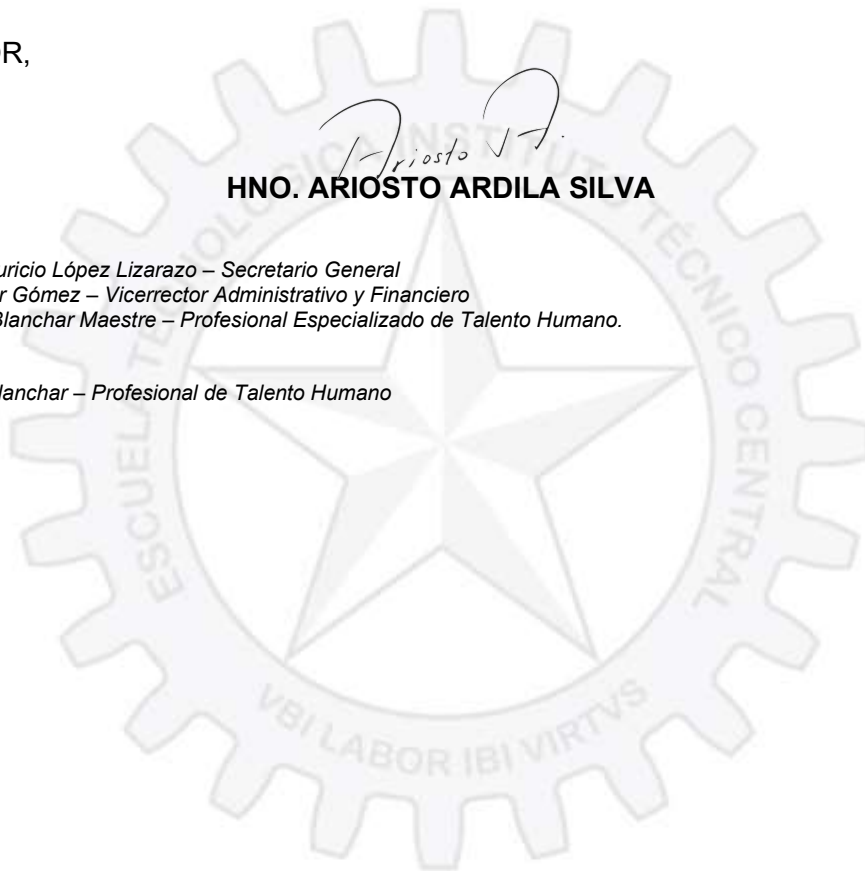 R,
Ariosto A.
HNO. ARIOSTO ARDILA SILVA
uricio López Lizarazo – Secretario General
r Gómez – Vicerrector Administrativo y Financiero
Blanchar Maestre – Profesional Especializado de Talento Humano.
lanchar – Profesional de Talento Humano
ESCUELA TECNOLÓGICA INSTITUTO TÉCNICO CENTRAL
VBI LABOR IBI VIRTVS